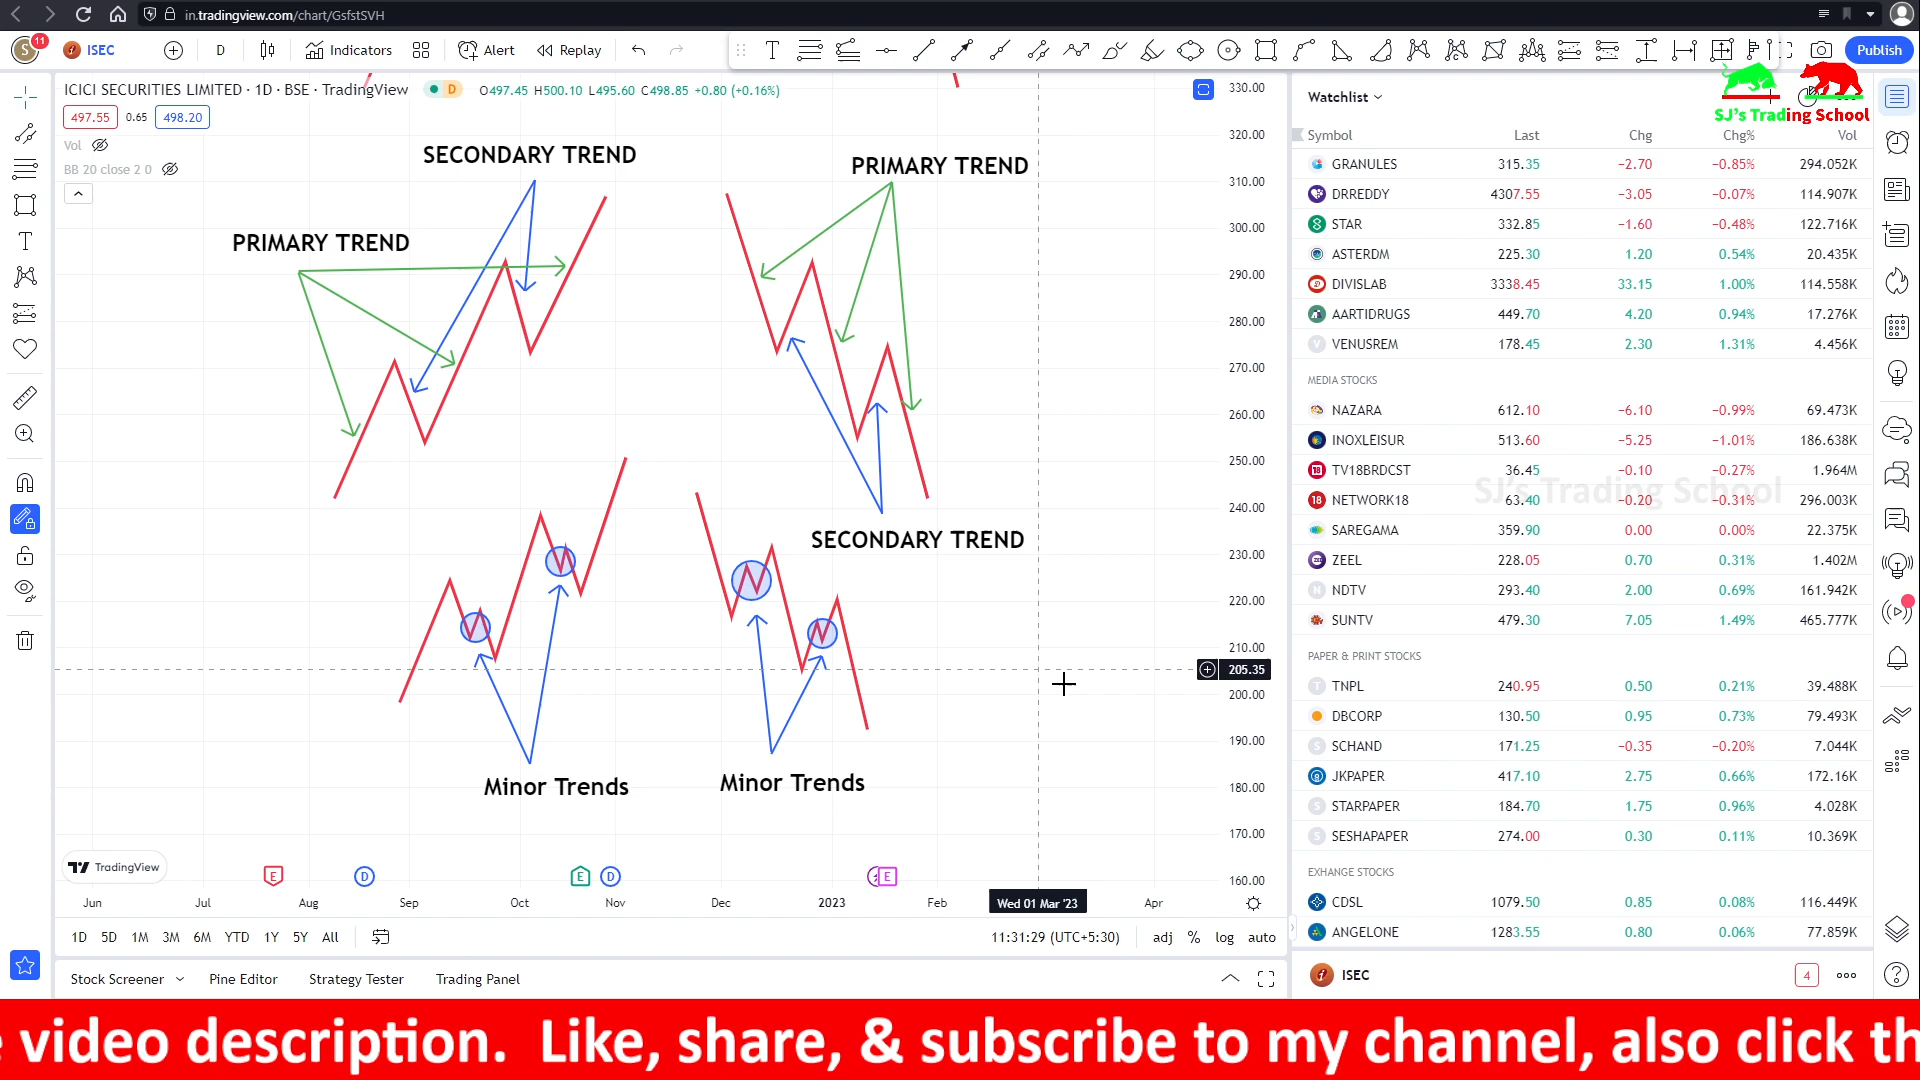 in.tradingview.com/chart/GsfstSVH
S 11 ISEC D Indicators Alert Replay Publish
ICICI SECURITIES LIMITED · 1D · BSE · TradingView D O497.45 H500.10 L495.60 C498.85 +0.80 (+0.16%)
497.55 0.65 498.20
Vol
BB 20 close 2 0
SECONDARY TREND
PRIMARY TREND
PRIMARY TREND
SECONDARY TREND
Minor Trends
Minor Trends
330.00
320.00
310.00
300.00
290.00
280.00
270.00
260.00
250.00
240.00
230.00
220.00
210.00
205.35
200.00
190.00
180.00
170.00
160.00
TradingView
E D E D E
Jun Jul Aug Sep Oct Nov Dec 2023 Feb Wed 01 Mar '23 Apr
1D 5D 1M 3M 6M YTD 1Y 5Y All 11:31:29 (UTC+5:30) adj % log auto
Stock Screener Pine Editor Strategy Tester Trading Panel
Watchlist
SJ's Trading School
Symbol Last Chg Chg% Vol
GRANULES 315.35 −2.70 −0.85% 294.052K
DRREDDY 4307.55 −3.05 −0.07% 114.907K
STAR 332.85 −1.60 −0.48% 122.716K
ASTERDM 225.30 1.20 0.54% 20.435K
DIVISLAB 3338.45 33.15 1.00% 114.558K
AARTIDRUGS 449.70 4.20 0.94% 17.276K
V VENUSREM 178.45 2.30 1.31% 4.456K
MEDIA STOCKS
NAZARA 612.10 −6.10 −0.99% 69.473K
INOXLEISUR 513.60 −5.25 −1.01% 186.638K
18 TV18BRDCST 36.45 −0.10 −0.27% 1.964M
SJ's Trading School
18 NETWORK18 63.40 −0.20 −0.31% 296.003K
SAREGAMA 359.90 0.00 0.00% 22.375K
ZEEL 228.05 0.70 0.31% 1.402M
N NDTV 293.40 2.00 0.69% 161.942K
SUNTV 479.30 7.05 1.49% 465.777K
PAPER & PRINT STOCKS
T TNPL 240.95 0.50 0.21% 39.488K
DBCORP 130.50 0.95 0.73% 79.493K
S SCHAND 171.25 −0.35 −0.20% 7.044K
JKPAPER 417.10 2.75 0.66% 172.16K
S STARPAPER 184.70 1.75 0.96% 4.028K
S SESHAPAPER 274.00 0.30 0.11% 10.369K
EXHANGE STOCKS
CDSL 1079.50 0.85 0.08% 116.449K
ANGELONE 1283.55 0.80 0.06% 77.859K
ISEC 4
e video description. Like, share, & subscribe to my channel, also click th